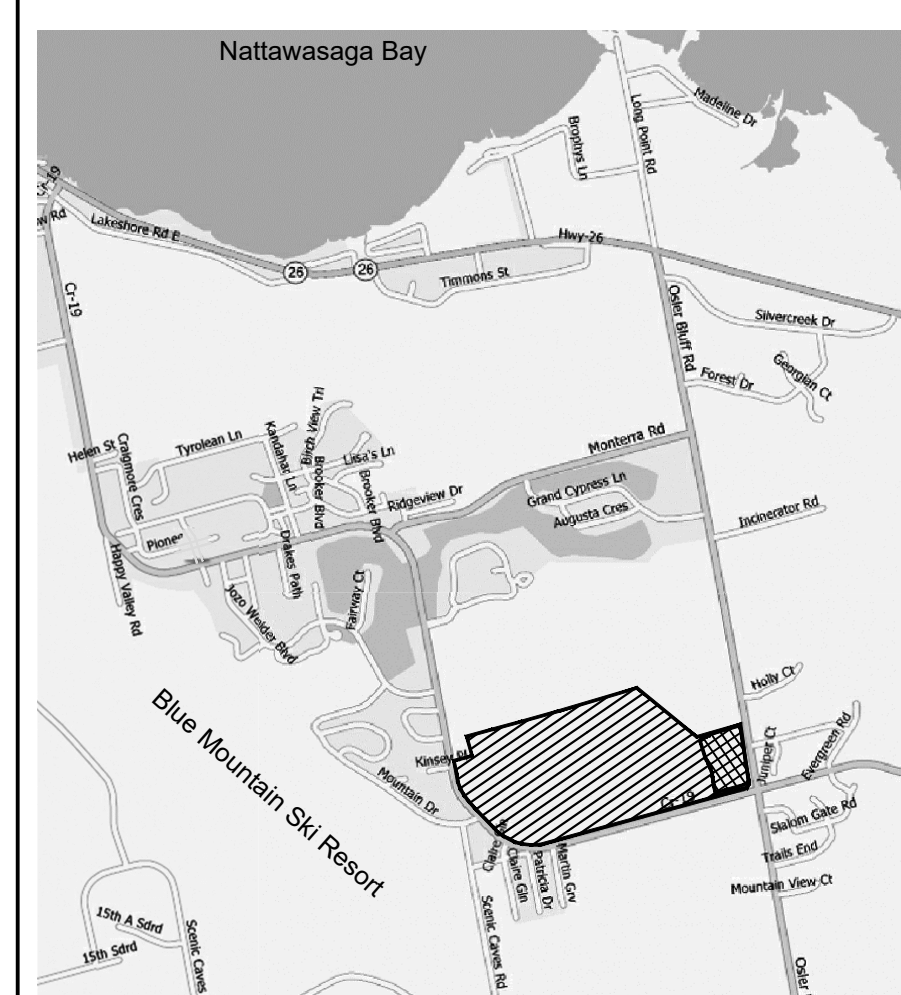 Nattawasaga Bay
Madeline Dr
Long Point Rd
Brophys Ln
Cr-19
Lakeshore Rd E
Hwy-26
26
26
Timmons St
Cr-19
Osler Bluff Rd
Silvercreek Dr
Georgian Ct
Forest Dr
Birch View Trl
Kandahar Ln
Monterra Rd
Tyrolean Ln
Helen St
Craigmore Cres
Liisa's Ln
Brooker Blvd
Brooker Blvd
Ridgeview Dr
Grand Cypress Ln
Augusta Cres
Incinerator Rd
Drakes Path
Happy Valley Rd
Fairway Ct
Jozo Weider Blvd
Holly Ct
Blue Mountain Ski Resort
Evergreen Rd
Juniper Ct
Mountain Dr
Cr-19
Slalom Gate Rd
Claire Gln
Patricia Dr
Martin Grv
Trails End
Mountain View Ct
Scenic Caves Rd
15th A Sdrd
15th Sdrd
Scenic Caves
Osler